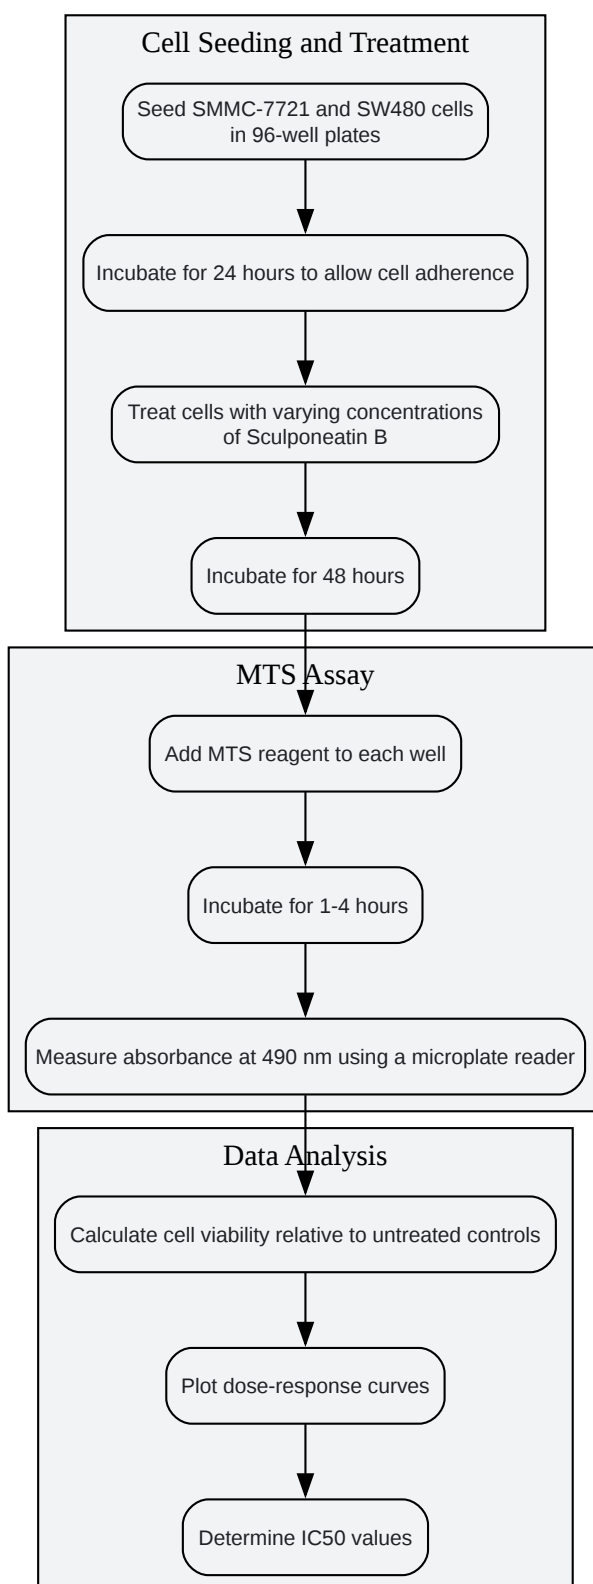 Cell Seeding and Treatment
Seed SMMC-7721 and SW480 cells
in 96-well plates
Incubate for 24 hours to allow cell adherence
Treat cells with varying concentrations
of Sculponeatin B
Incubate for 48 hours
MTS Assay
Add MTS reagent to each well
Incubate for 1-4 hours
Measure absorbance at 490 nm using a microplate reader
Data Analysis
Calculate cell viability relative to untreated controls
Plot dose-response curves
Determine IC50 values